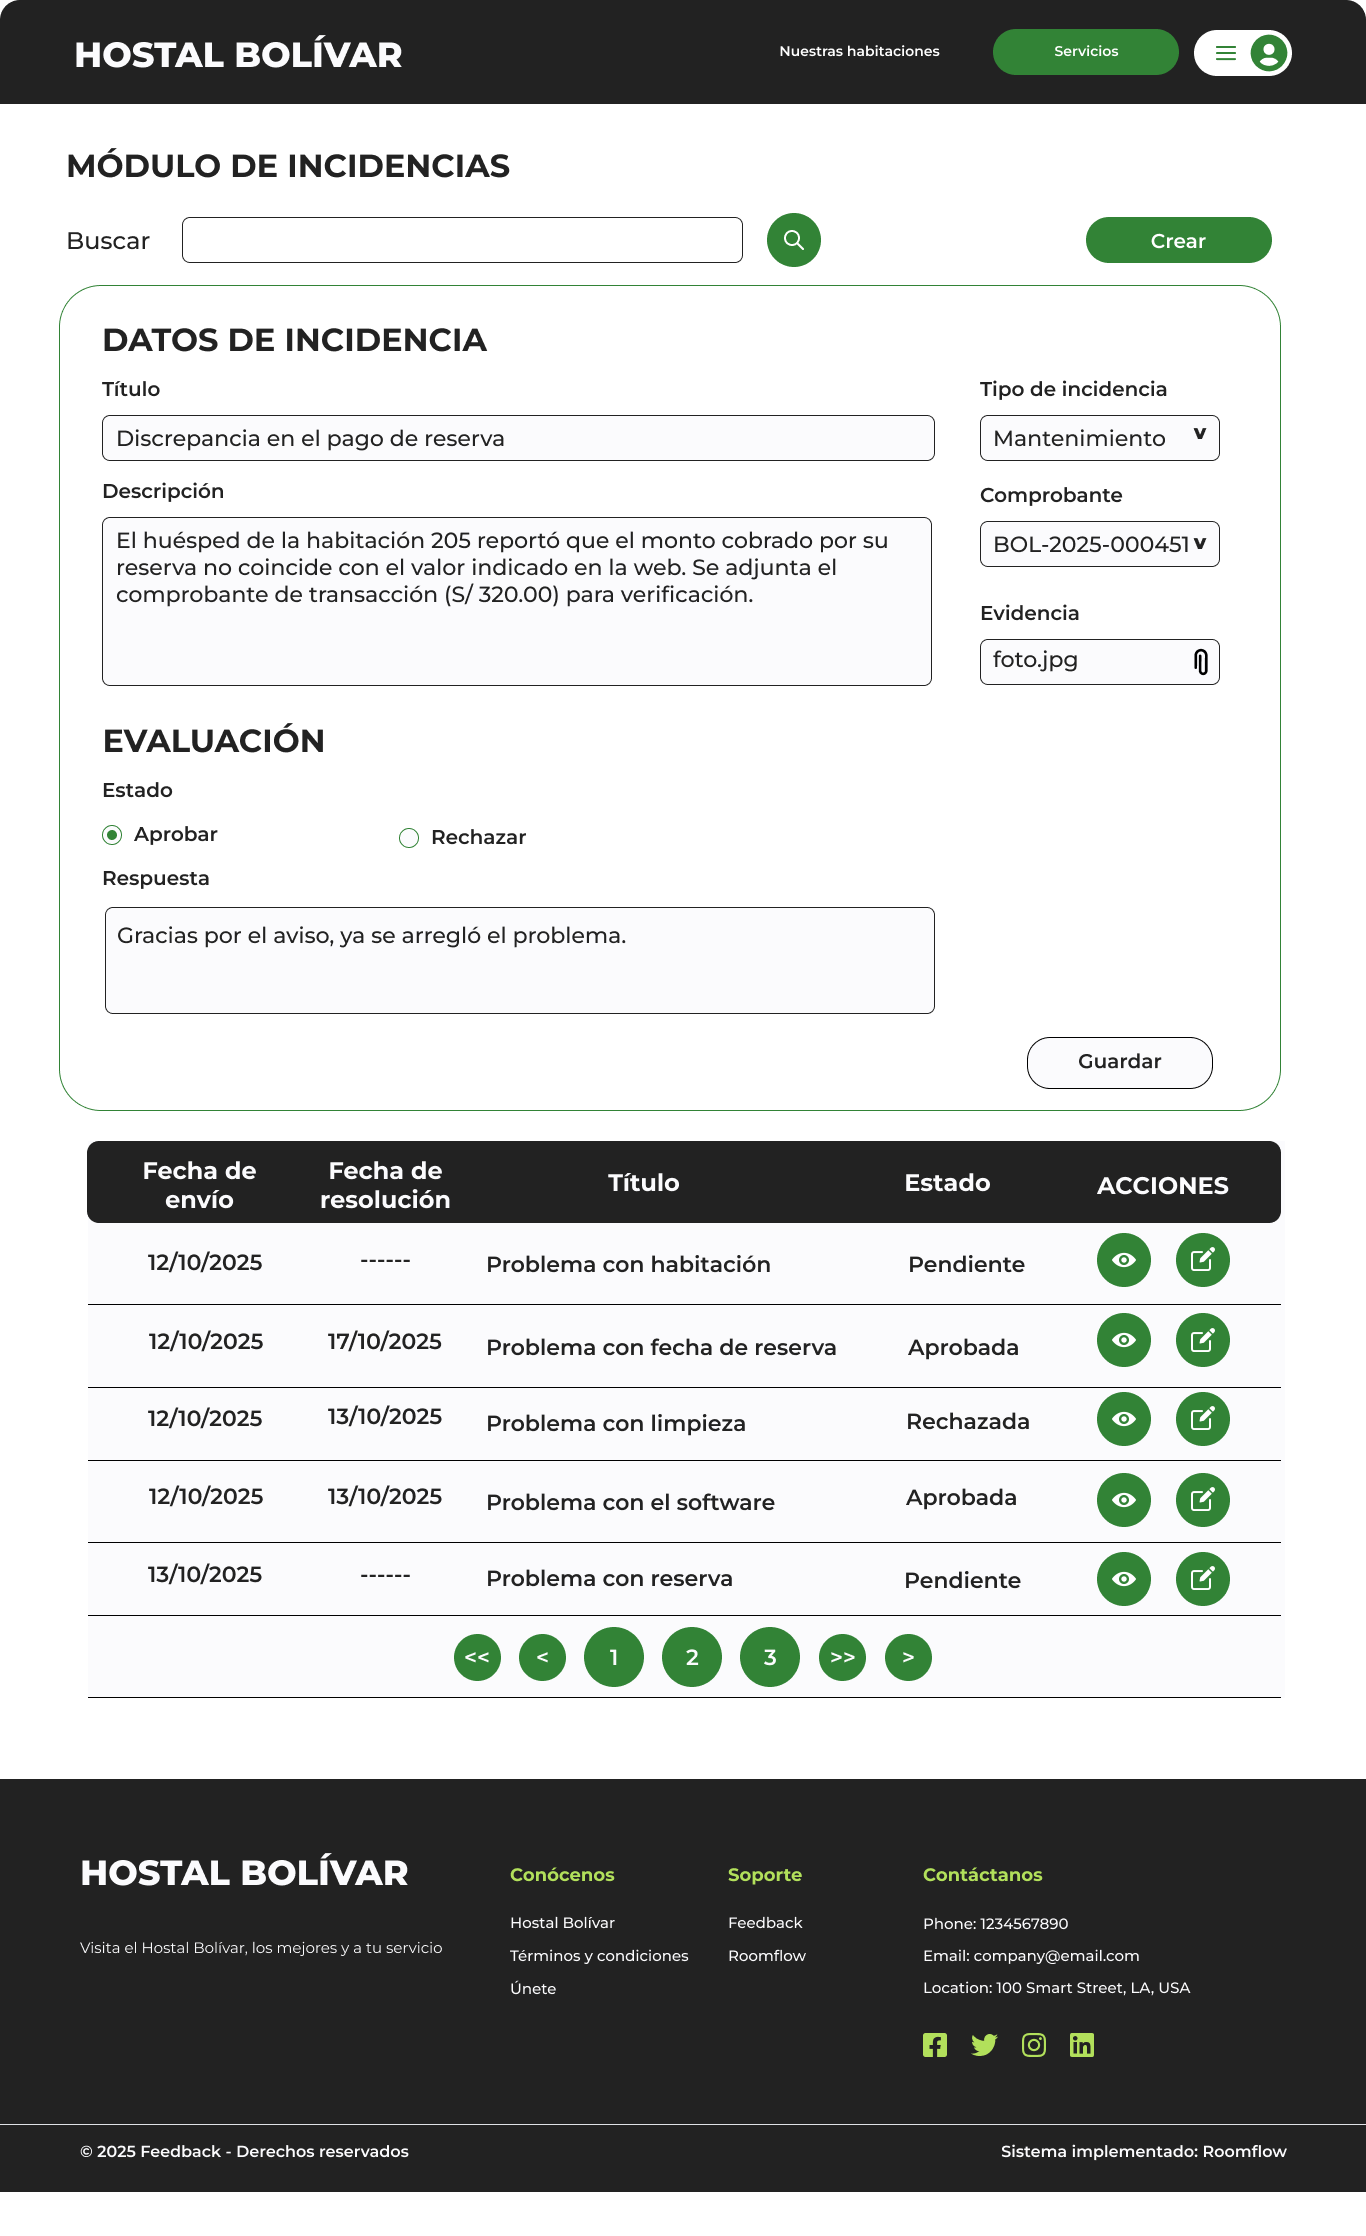 HOSTAL BOLÍVAR
Nuestras habitaciones
Servicios
MÓDULO DE INCIDENCIAS
Buscar
Crear
DATOS DE INCIDENCIA
Título
Tipo de incidencia
Discrepancia en el pago de reserva
Mantenimiento v
Descripción
Comprobante
El huésped de la habitación 205 reportó que el monto cobrado por su
reserva no coincide con el valor indicado en la web. Se adjunta el
comprobante de transacción (S/ 320.00) para verificación.
BOL-2025-000451 v
Evidencia
foto.jpg
EVALUACIÓN
Estado
Aprobar
Rechazar
Respuesta
Gracias por el aviso, ya se arregló el problema.
Guardar
Fecha de
envío
Fecha de
resolución
Título
Estado
ACCIONES
12/10/2025 ------ Problema con habitación Pendiente
12/10/2025 17/10/2025 Problema con fecha de reserva Aprobada
12/10/2025 13/10/2025 Problema con limpieza Rechazada
12/10/2025 13/10/2025 Problema con el software Aprobada
13/10/2025 ------ Problema con reserva Pendiente
<< < 1 2 3 >> >
HOSTAL BOLÍVAR
Visita el Hostal Bolívar, los mejores y a tu servicio
Conócenos
Hostal Bolívar
Términos y condiciones
Únete
Soporte
Feedback
Roomflow
Contáctanos
Phone: 1234567890
Email: company@email.com
Location: 100 Smart Street, LA, USA
© 2025 Feedback - Derechos reservados
Sistema implementado: Roomflow